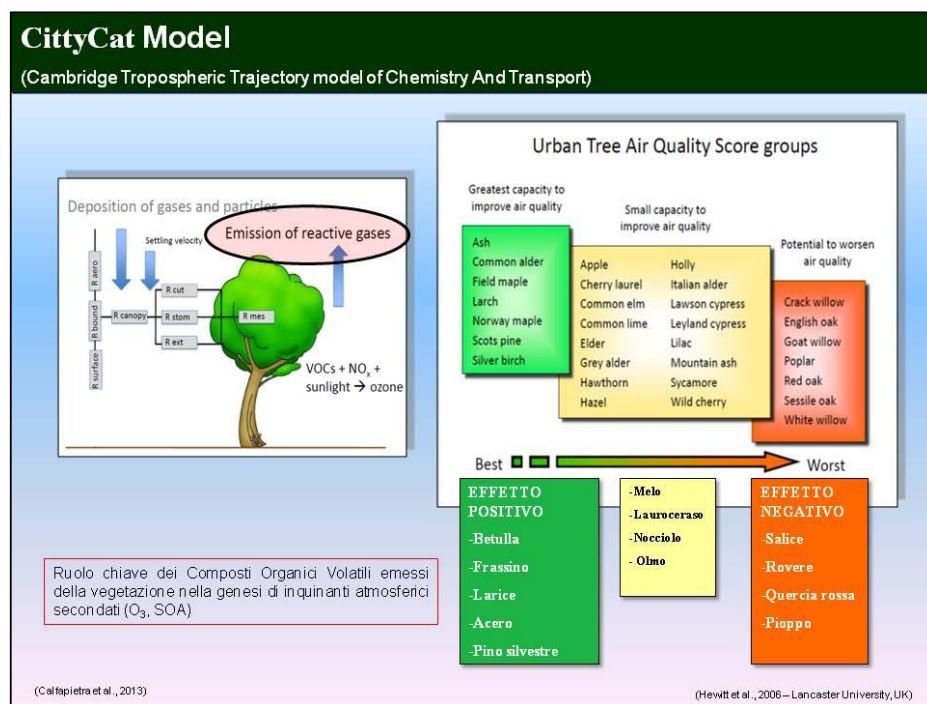 CittyCat Model
(Cambridge Tropospheric Trajectory model of Chemistry And Transport)
Deposition of gases and particles
Settling velocity
Emission of reactive gases
R aero
R bound
R surface
R canopy
R cut
R stom
R ext
R mes
VOCs + NOx +
sunlight → ozone
Urban Tree Air Quality Score groups
Greatest capacity to
improve air quality
Ash
Common alder
Field maple
Larch
Norway maple
Scots pine
Silver birch
Small capacity to
improve air quality
Apple
Cherry laurel
Common elm
Common lime
Elder
Grey alder
Hawthorn
Hazel
Holly
Italian alder
Lawson cypress
Leyland cypress
Lilac
Mountain ash
Sycamore
Wild cherry
Potential to worsen
air quality
Crack willow
English oak
Goat willow
Poplar
Red oak
Sessile oak
White willow
Best
Worst
EFFETTO
POSITIVO
-Betulla
-Frassino
-Larice
-Acero
-Pino silvestre
-Melo
-Lauroceraso
-Nocciolo
- Olmo
EFFETTO
NEGATIVO
-Salice
-Rovere
-Quercia rossa
-Pioppo
Ruolo chiave dei Composti Organici Volatili emessi
della vegetazione nella genesi di inquinanti atmosferici
secondati (O3, SOA)
(Calfapietra et al., 2013)
(Hewitt et al., 2006 – Lancaster University, UK)